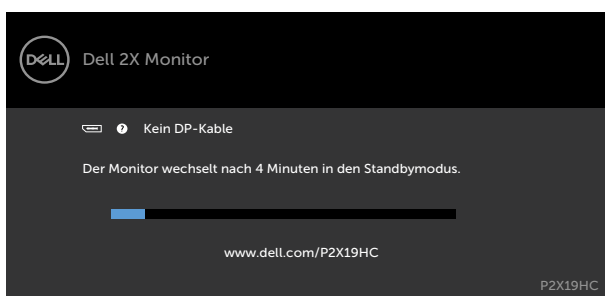 DELL
Dell 2X Monitor
? Kein DP-Kable
Der Monitor wechselt nach 4 Minuten in den Standbymodus.
www.dell.com/P2X19HC
P2X19HC